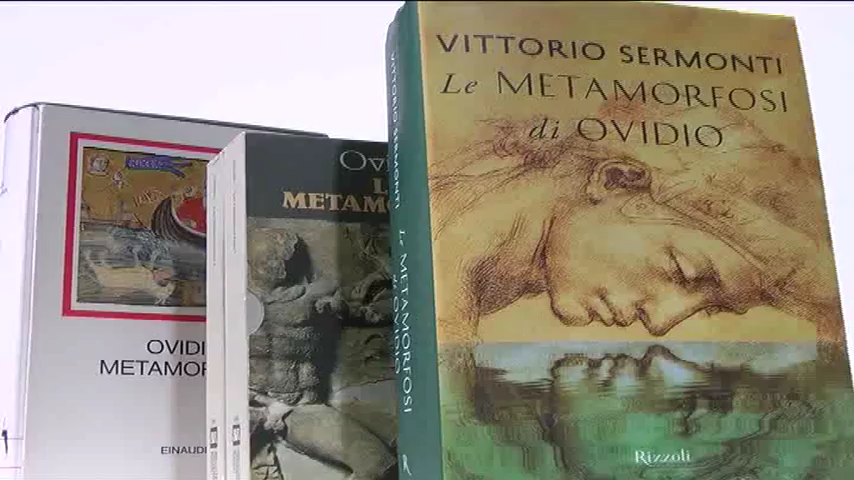 VITTORIO SERMONTI
Le METAMORFOSI
di OVIDIO
Rizzoli
VITTORIO SERMONTI
Le METAMORFOSI
di OVIDIO
OVI
L
METAMO
OVIDI
METAMOR
EINAUDI